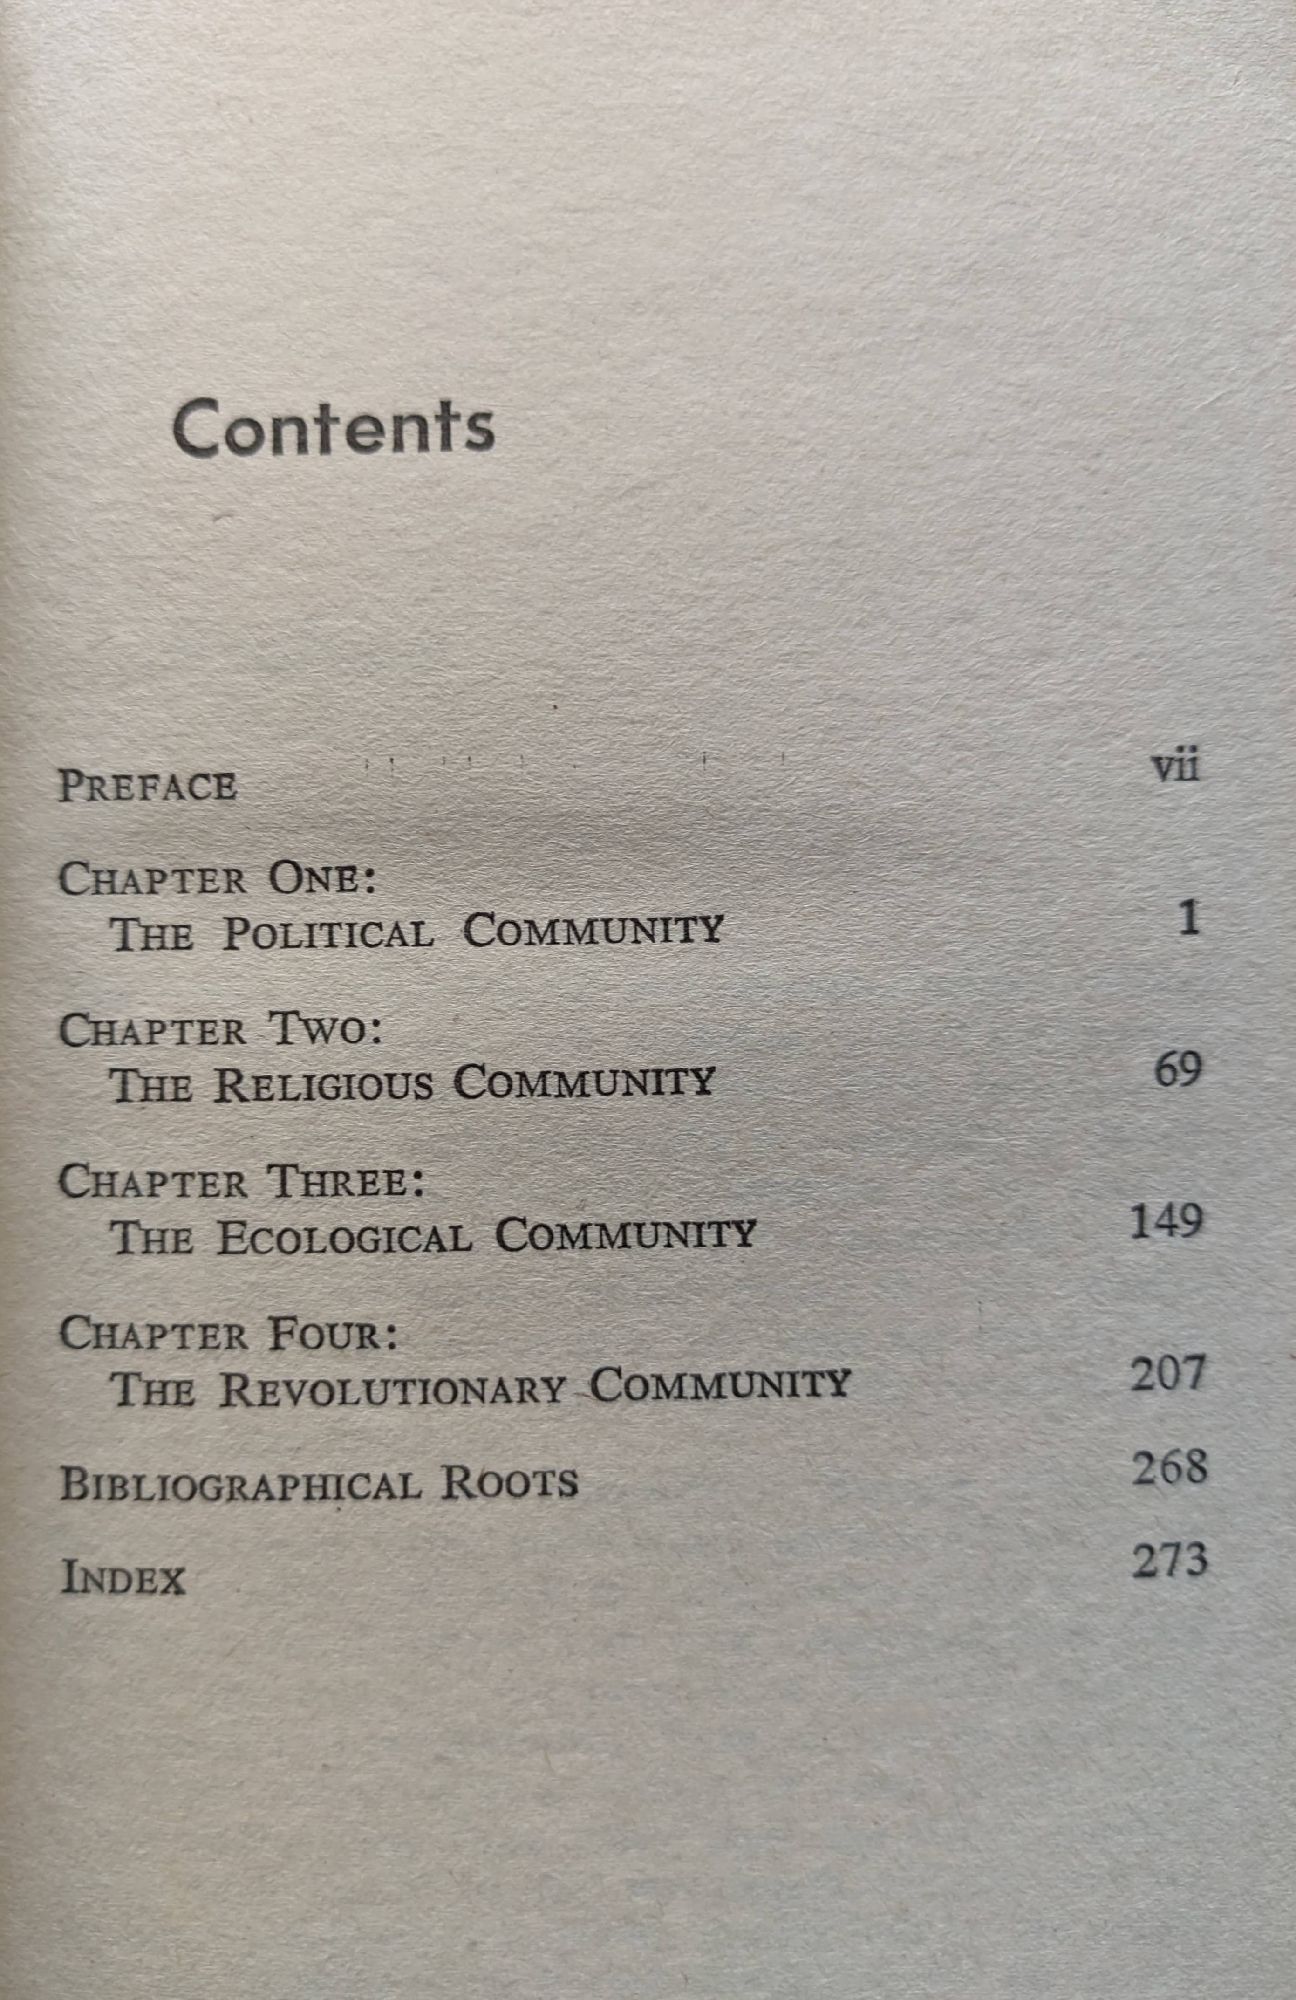 Contents
PREFACE vii
CHAPTER ONE:
THE POLITICAL COMMUNITY 1
CHAPTER TWO:
THE RELIGIOUS COMMUNITY 69
CHAPTER THREE:
THE ECOLOGICAL COMMUNITY 149
CHAPTER FOUR:
THE REVOLUTIONARY COMMUNITY 207
BIBLIOGRAPHICAL ROOTS 268
INDEX 273